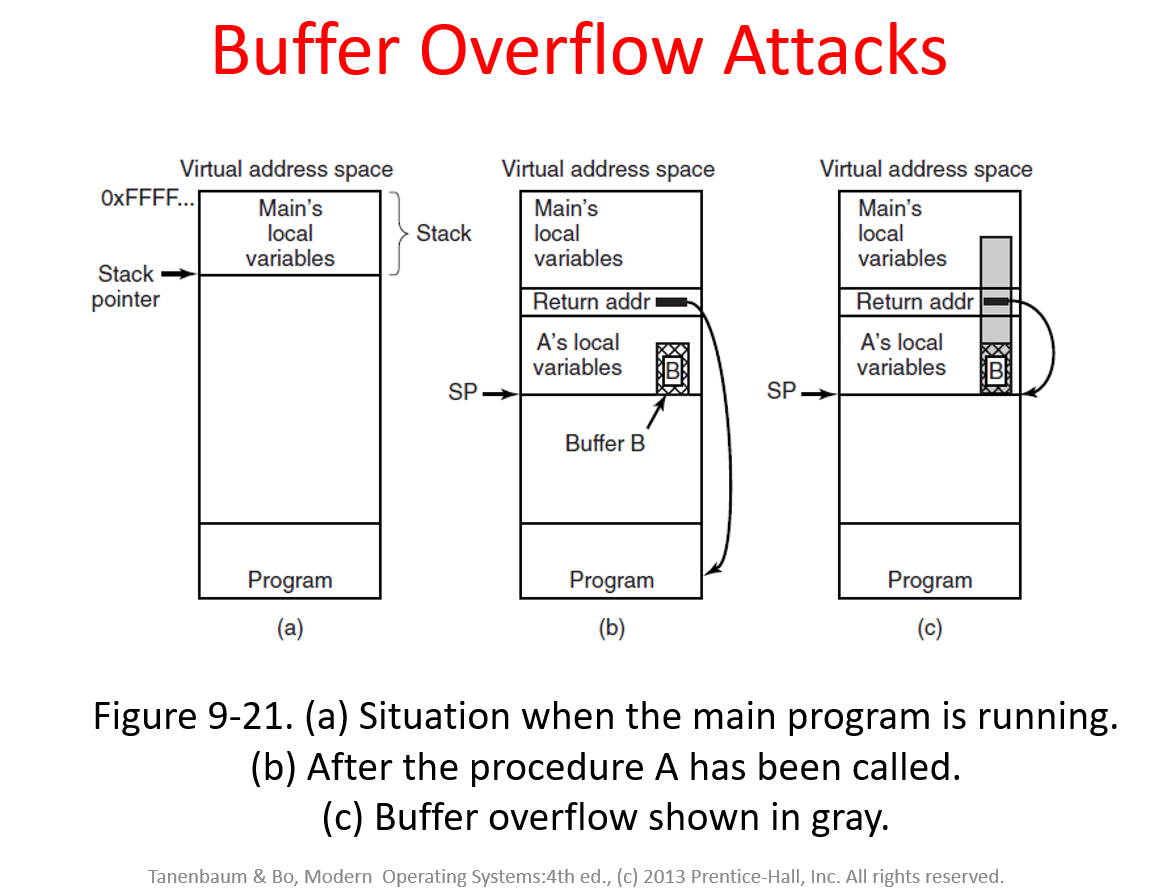 Buffer Overflow Attacks
Virtual address space
0xFFFF...
Main's
local
variables
Stack
Stack
pointer
Program
(a)
Virtual address space
Main's
local
variables
Return addr
A's local
variables
B
SP
Buffer B
Program
(b)
Virtual address space
Main's
local
variables
Return addr
A's local
variables
B
SP
Program
(c)
Figure 9-21. (a) Situation when the main program is running.
(b) After the procedure A has been called.
(c) Buffer overflow shown in gray.
Tanenbaum & Bo, Modern  Operating Systems:4th ed., (c) 2013 Prentice-Hall, Inc. All rights reserved.